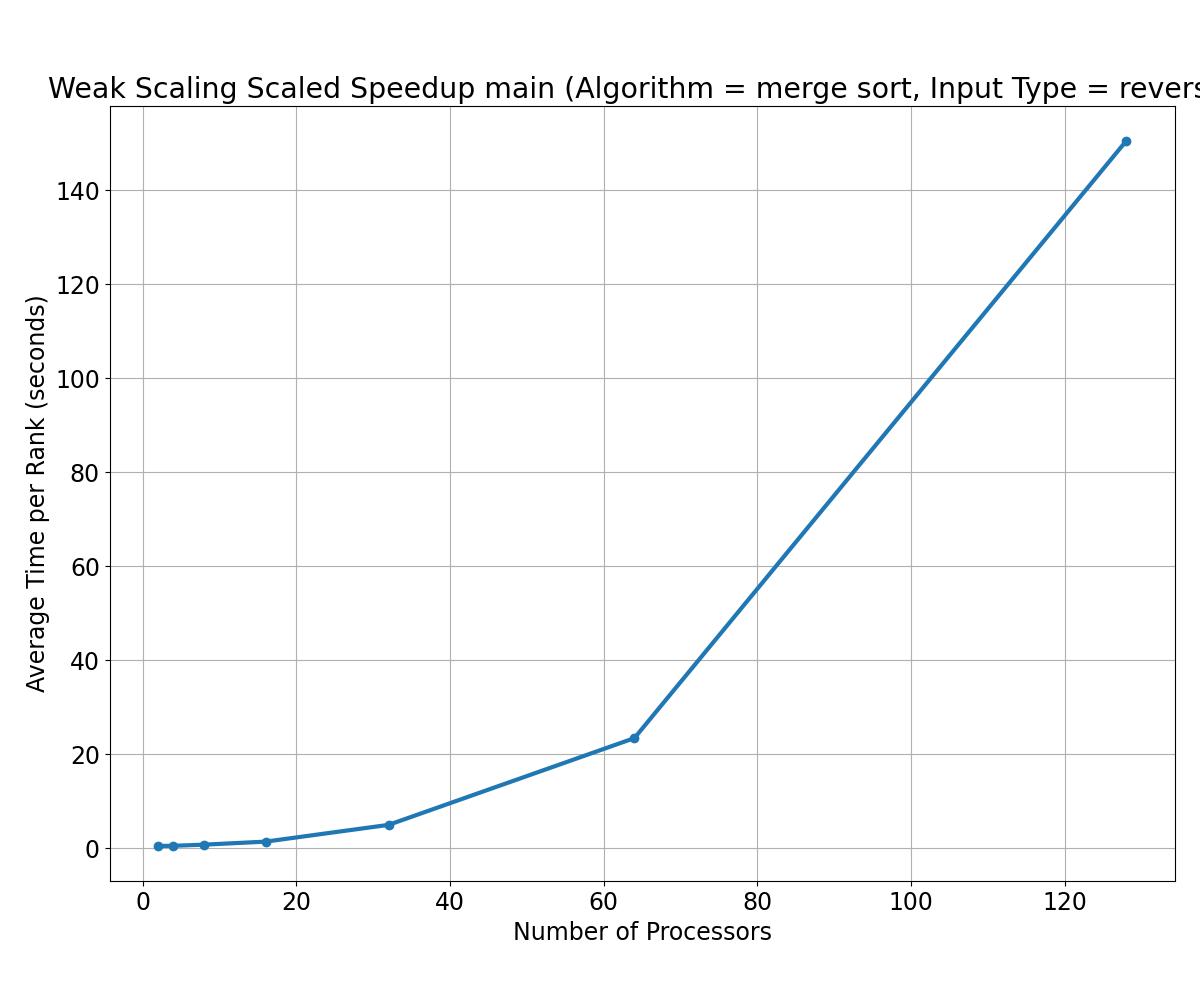 Weak Scaling Scaled Speedup main (Algorithm = merge sort, Input Type = revers
Average Time per Rank (seconds)
140
120
100
80
60
40
20
0
0 20 40 60 80 100 120
Number of Processors